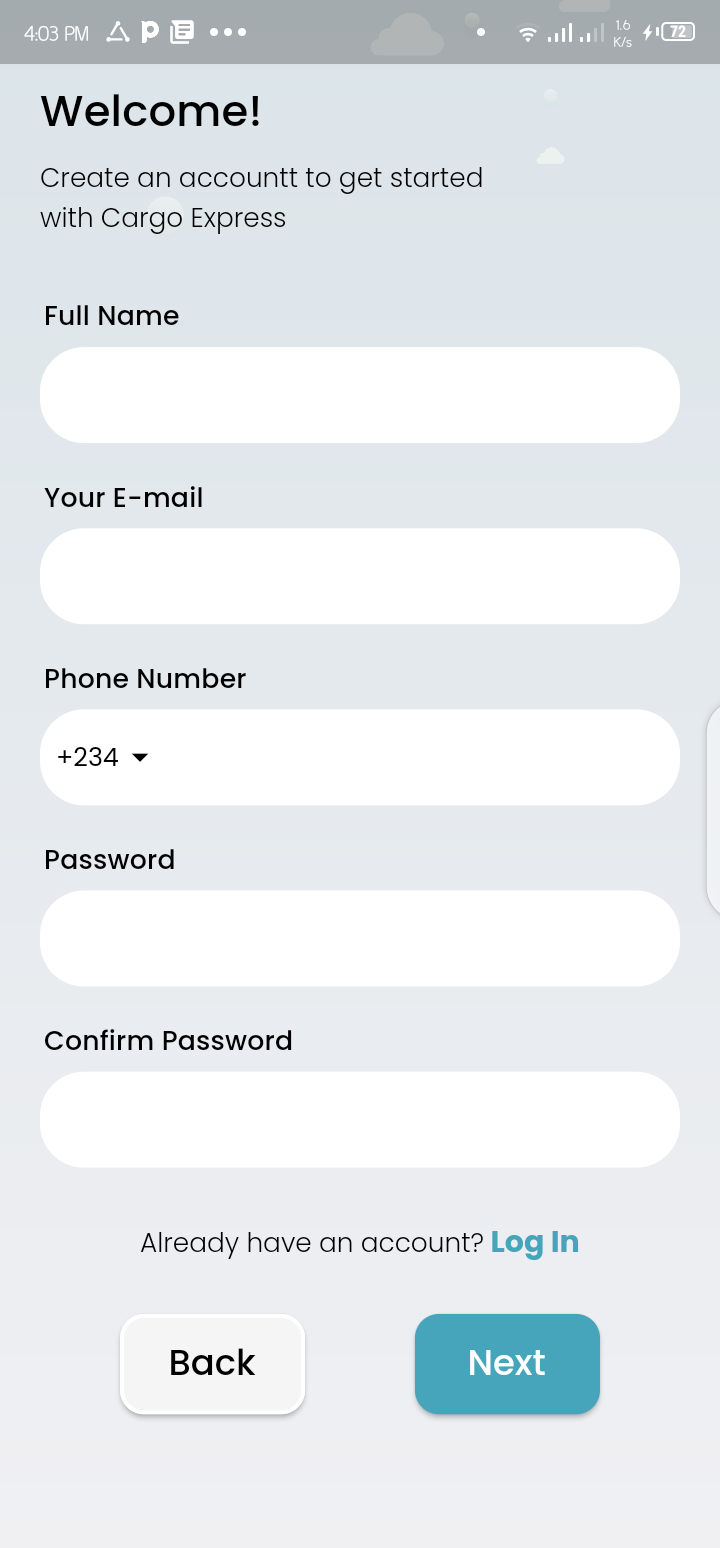 4:03 PM
1.6
K/s
72
Welcome!
Create an accountt to get started
with Cargo Express
Full Name
Your E-mail
Phone Number
+234
Password
Confirm Password
Already have an account? Log In
Back
Next